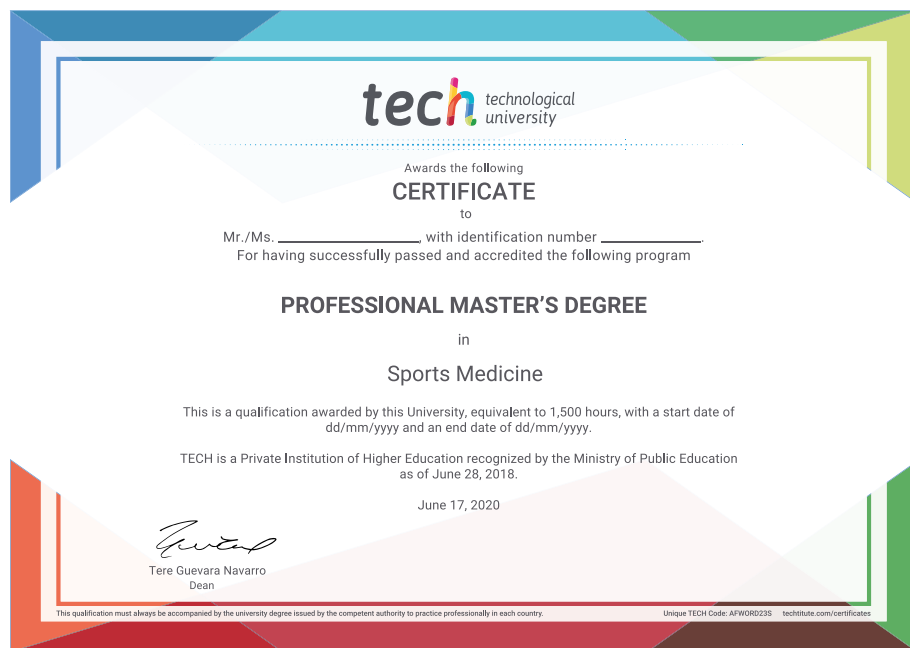 tech technological
university
Awards the following
CERTIFICATE
to
Mr./Ms. ________________, with identification number ____________.
For having successfully passed and accredited the following program
PROFESSIONAL MASTER’S DEGREE
in
Sports Medicine
This is a qualification awarded by this University, equivalent to 1,500 hours, with a start date of
dd/mm/yyyy and an end date of dd/mm/yyyy.
TECH is a Private Institution of Higher Education recognized by the Ministry of Public Education
as of June 28, 2018.
June 17, 2020
Tere Guevara Navarro
Dean
This qualification must always be accompanied by the university degree issued by the competent authority to practice professionally in each country. Unique TECH Code: AFWORD23S techtitute.com/certificates